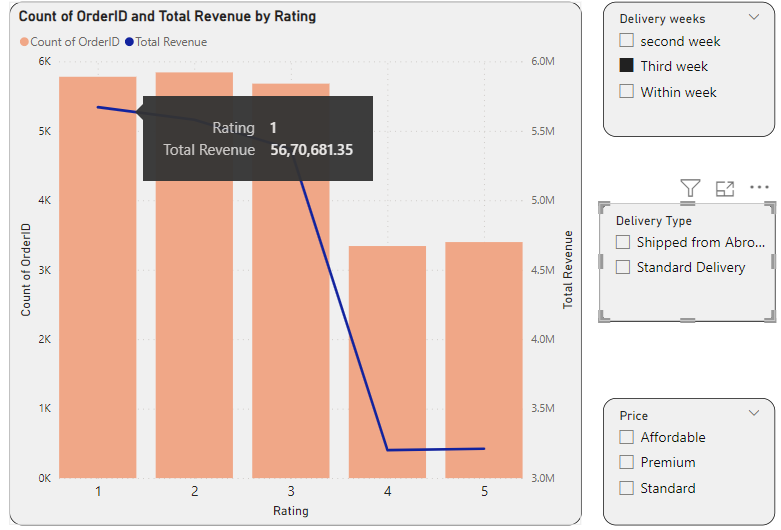 Count of OrderID and Total Revenue by Rating
Count of OrderID Total Revenue
6K
5K
4K
3K
2K
1K
0K
Count of OrderID
6.0M
5.5M
5.0M
4.5M
4.0M
3.5M
3.0M
Total Revenue
Rating 1
Total Revenue 56,70,681.35
1 2 3 4 5
Rating
Delivery weeks
second week
Third week
Within week
Delivery Type
Shipped from Abro...
Standard Delivery
Price
Affordable
Premium
Standard